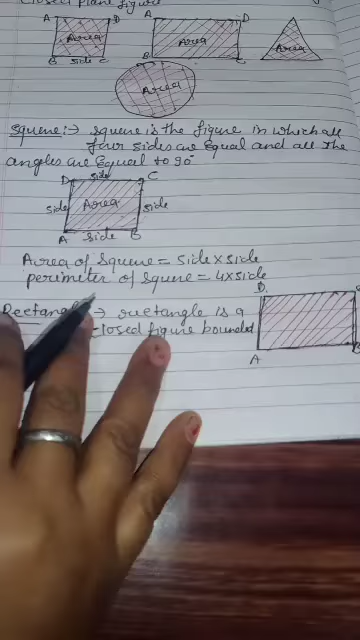 Closed plane figure
A D A D
Area Area Area
B side C B C
Area
Square:→ Square is the figure in which all
four sides are Equal and all the
angles are Equal to 90°
D side C
side Area side
A side B
Area of Square = side × side
perimeter of Square = 4×side
D
Rectangle → rectangle is a
closed figure bounded
A B